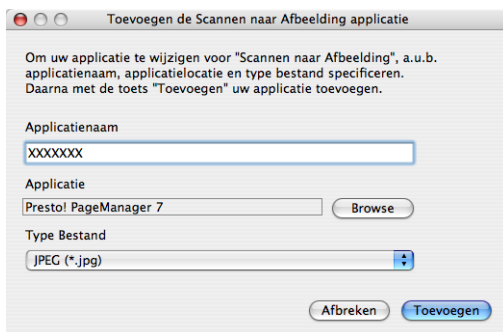 Toevoegen de Scannen naar Afbeelding applicatie
Om uw applicatie te wijzigen voor "Scannen naar Afbeelding", a.u.b.
applicatienaam, applicatielocatie en type bestand specificeren.
Daarna met de toets "Toevoegen" uw applicatie toevoegen.
Applicatienaam
XXXXXXX
Applicatie
Presto! PageManager 7
Browse
Type Bestand
JPEG (*.jpg)
Afbreken
Toevoegen